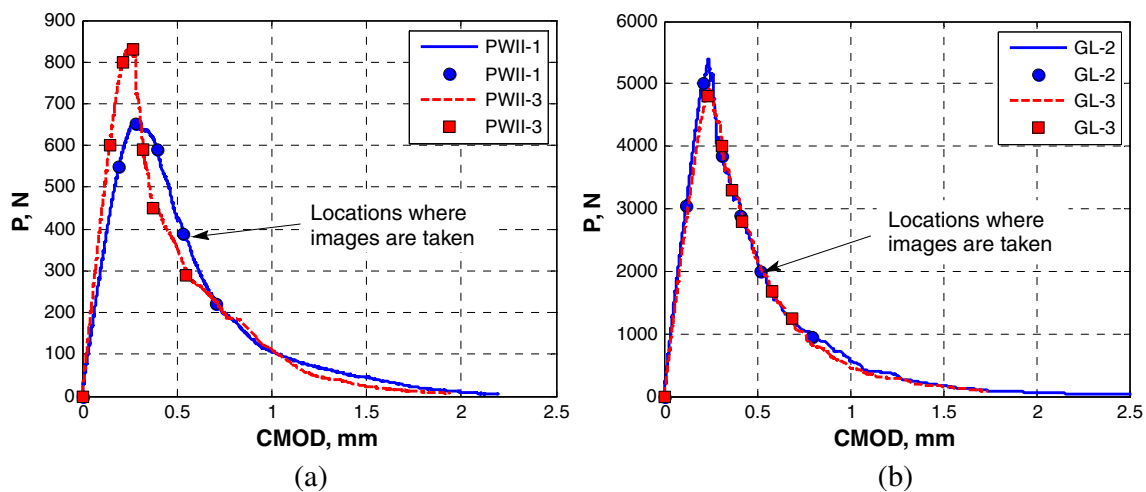 900
800
700
600
500
400
300
200
100
0
0
0.5
1
1.5
2
2.5
P, N
CMOD, mm
PWII-1
PWII-1
PWII-3
PWII-3
Locations where
images are taken
(a)
6000
5000
4000
3000
2000
1000
0
0
0.5
1
1.5
2
2.5
P, N
CMOD, mm
GL-2
GL-2
GL-3
GL-3
Locations where
images are taken
(b)